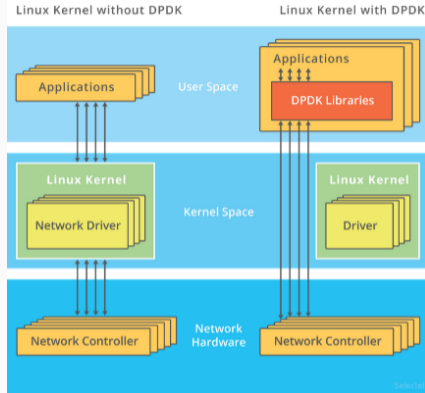 Linux Kernel without DPDK
Linux Kernel with DPDK
Applications
User Space
Applications
DPDK Libraries
Linux Kernel
Network Driver
Kernel Space
Linux Kernel
Driver
Network Controller
Network
Hardware
Network Controller
Selectel